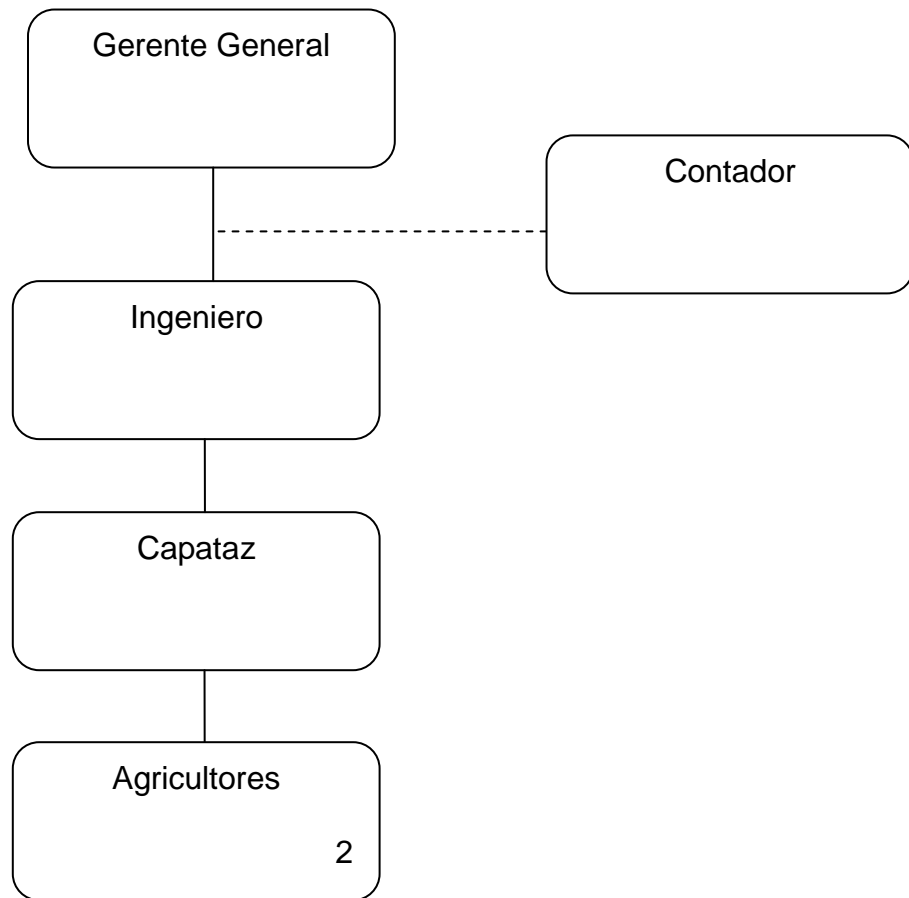 Gerente General
Contador
Ingeniero
Capataz
Agricultores
2